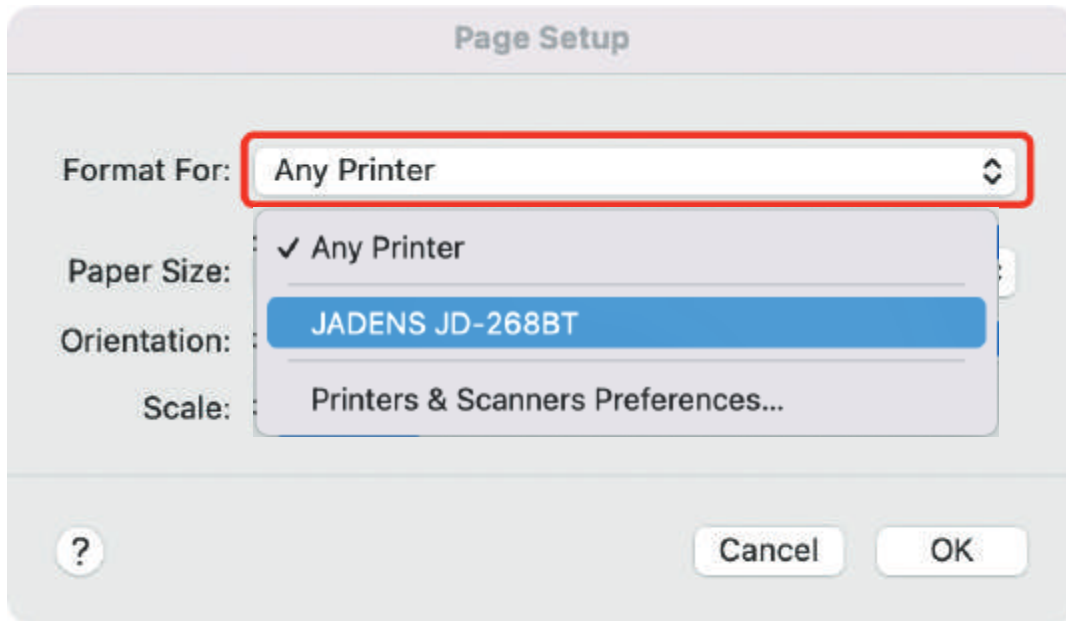 Page Setup
Format For: Any Printer
✓ Any Printer
Paper Size:
JADENS JD-268BT
Orientation:
Printers & Scanners Preferences...
Scale:
? Cancel OK